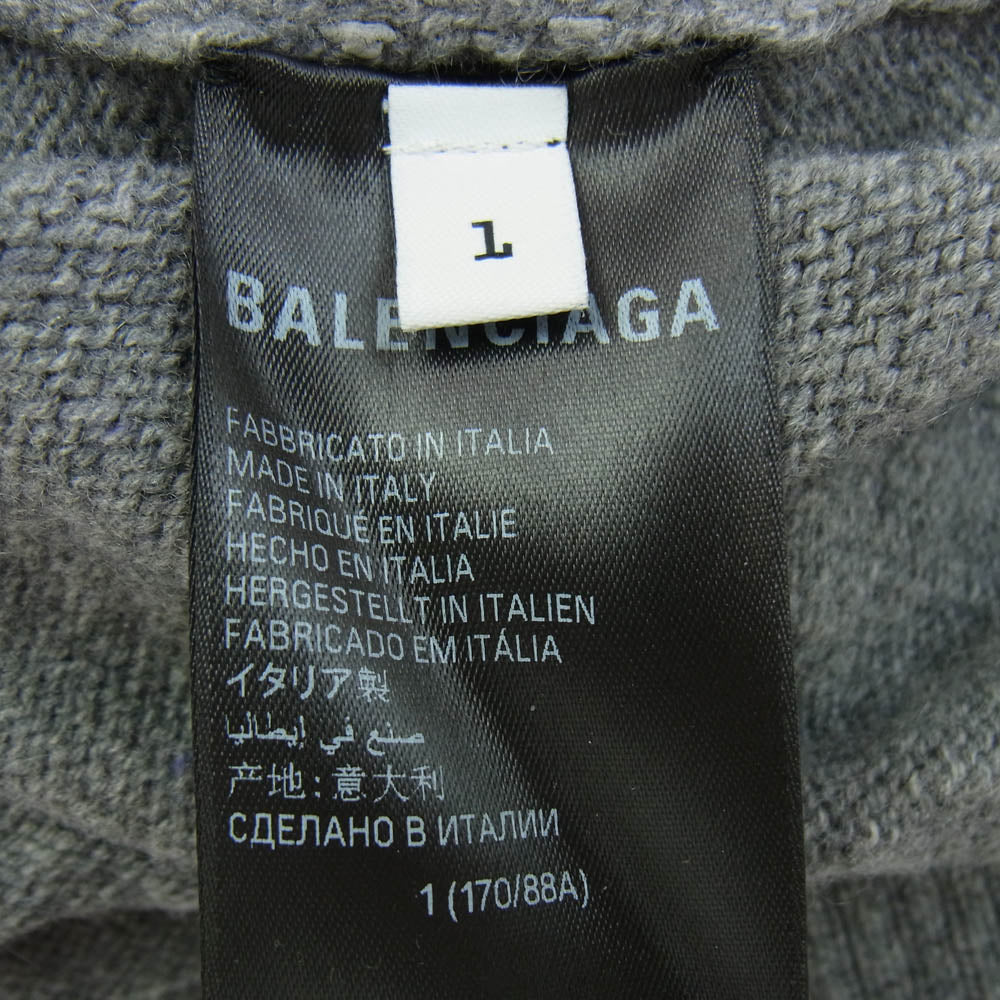 1
BALENCIAGA
FABBRICATO IN ITALIA
MADE IN ITALY
FABRIQUÉ EN ITALIE
HECHO EN ITALIA
HERGESTELLT IN ITALIEN
FABRICADO EM ITÁLIA
イタリア製
صنع في إيطاليا
产地:意大利
СДЕЛАНО В ИТАЛИИ
1 (170/88A)